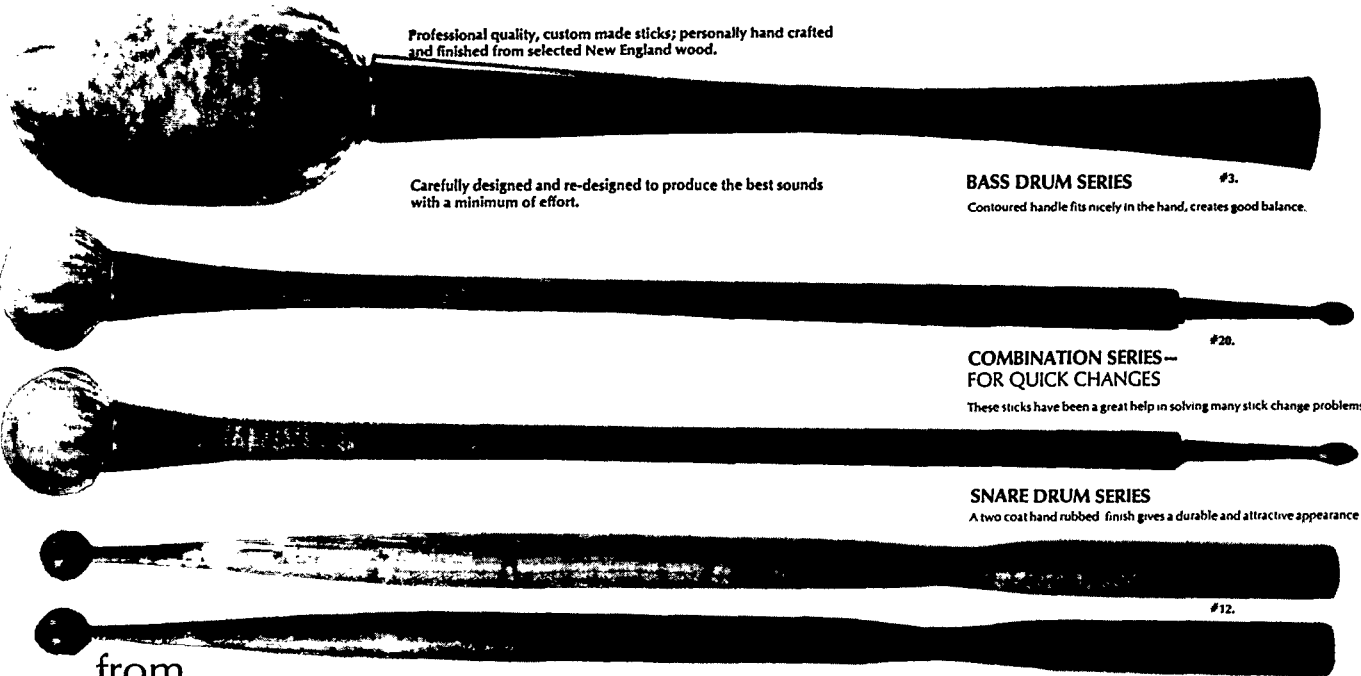 Professional quality, custom made sticks; personally hand crafted
and finished from selected New England wood.
Carefully designed and re-designed to produce the best sounds
with a minimum of effort.
BASS DRUM SERIES
#3.
Contoured handle fits nicely in the hand, creates good balance.
#20.
COMBINATION SERIES—
FOR QUICK CHANGES
These sticks have been a great help in solving many stick change problems
SNARE DRUM SERIES
A two coat hand rubbed finish gives a durable and attractive appearance
#12.
from